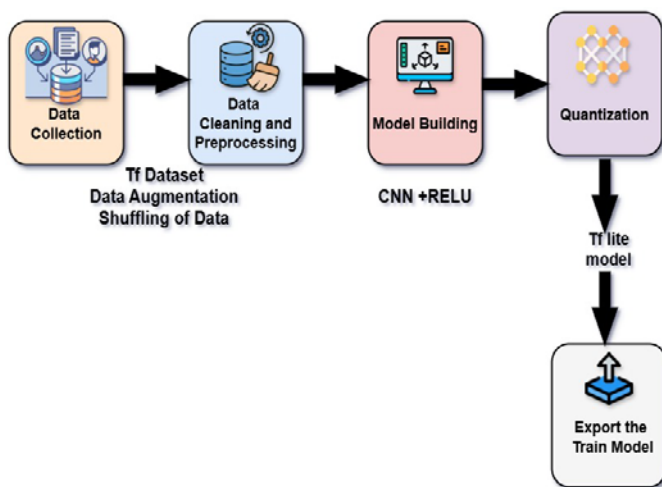 Data
Collection
Tf Dataset
Data Augmentation
Shuffling of Data
Data
Cleaning and
Preprocessing
Model Building
CNN +RELU
Quantization
Tf lite
model
Export the
Train Model